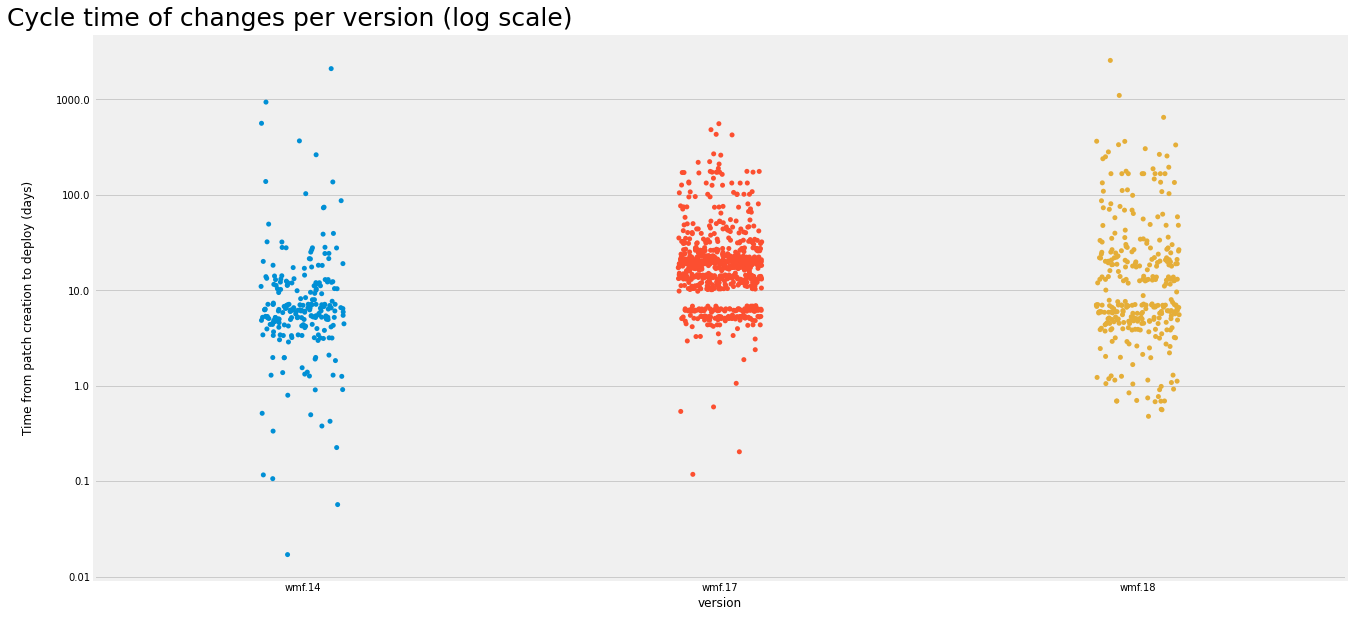 Cycle time of changes per version (log scale)
Time from patch creation to deploy (days)
1000.0
100.0
10.0
1.0
0.1
0.01
wmf.14 wmf.17 wmf.18
version